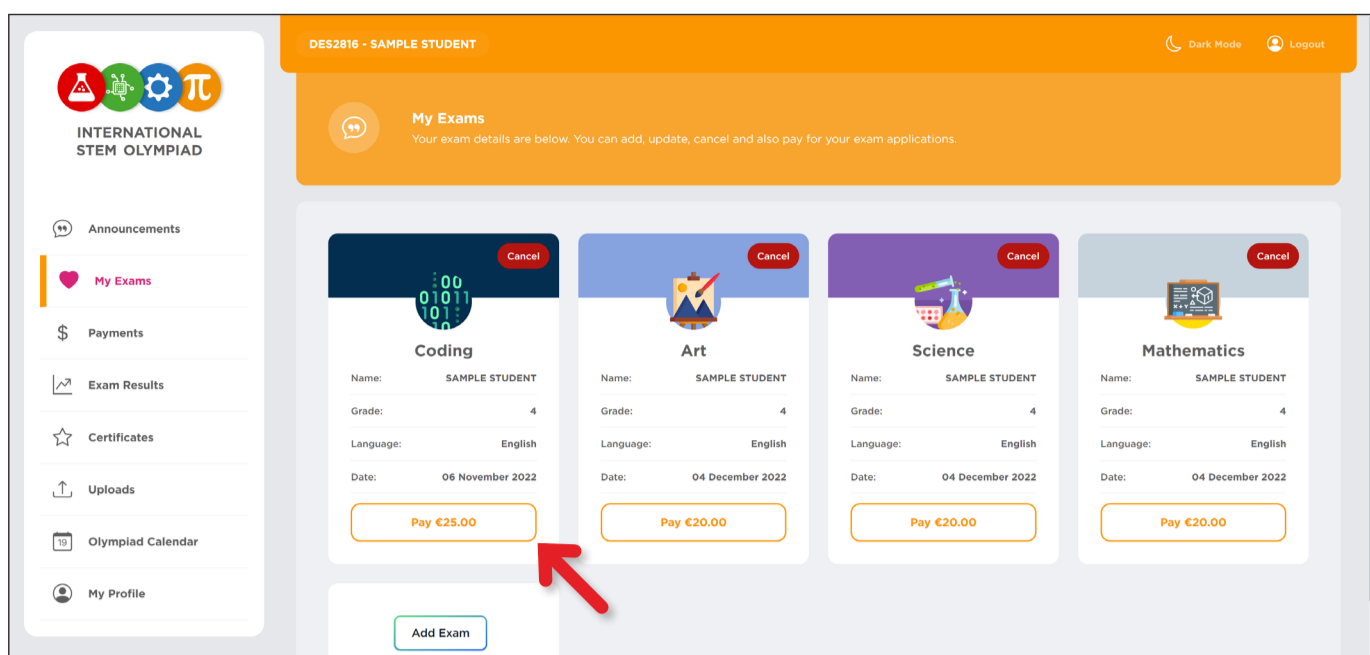 DES2816 - SAMPLE STUDENT
Dark Mode
Logout
π
INTERNATIONAL
STEM OLYMPIAD
My Exams
Your exam details are below. You can add, update, cancel and also pay for your exam applications.
Announcements
My Exams
$ Payments
Exam Results
Certificates
Uploads
19 Olympiad Calendar
My Profile
Cancel
00
01011
101
10
Coding
Name: SAMPLE STUDENT
Grade: 4
Language: English
Date: 06 November 2022
Pay €25.00
Cancel
Art
Name: SAMPLE STUDENT
Grade: 4
Language: English
Date: 04 December 2022
Pay €20.00
Cancel
Science
Name: SAMPLE STUDENT
Grade: 4
Language: English
Date: 04 December 2022
Pay €20.00
Cancel
Mathematics
Name: SAMPLE STUDENT
Grade: 4
Language: English
Date: 04 December 2022
Pay €20.00
Add Exam